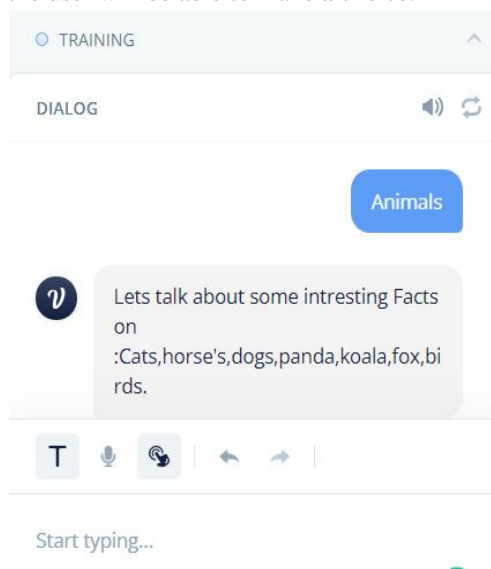 TRAINING
DIALOG
Animals
Lets talk about some intresting Facts
on
:Cats,horse's,dogs,panda,koala,fox,bi
rds.
T
Start typing...